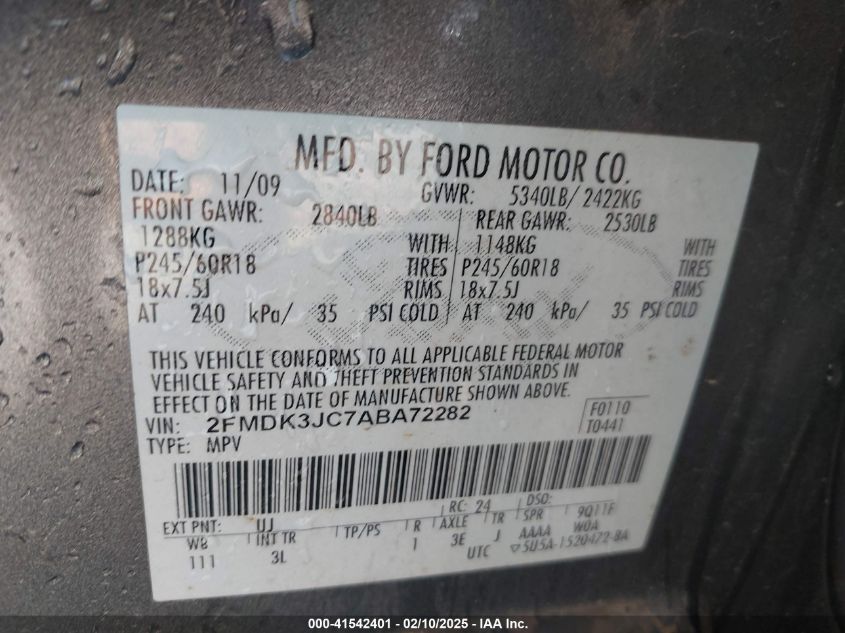 MFD. BY FORD MOTOR CO.
DATE: 11/09 GVWR: 5340LB/ 2422KG
FRONT GAWR: 2840LB REAR GAWR: 2530LB
1288KG WITH 1148KG WITH
P245/60R18 TIRES P245/60R18 TIRES
18x7.5J RIMS 18x7.5J RIMS
AT 240 kPa/ 35 PSI COLD AT 240 kPa/ 35 PSI COLD
THIS VEHICLE CONFORMS TO ALL APPLICABLE FEDERAL MOTOR
VEHICLE SAFETY AND THEFT PREVENTION STANDARDS IN
EFFECT ON THE DATE OF MANUFACTURE SHOWN ABOVE.
VIN: 2FMDK3JC7ABA72282 F0110
TYPE: MPV T0441
RC: 24 DSO:
EXT PNT: UJ TP/PS R AXLE TR SPR 9Q11F
WB INT TR I 3E J AAAA W0A
111 3L UTC ▽5U5A-1520472-BA
000-41542401 - 02/10/2025 - IAA Inc.